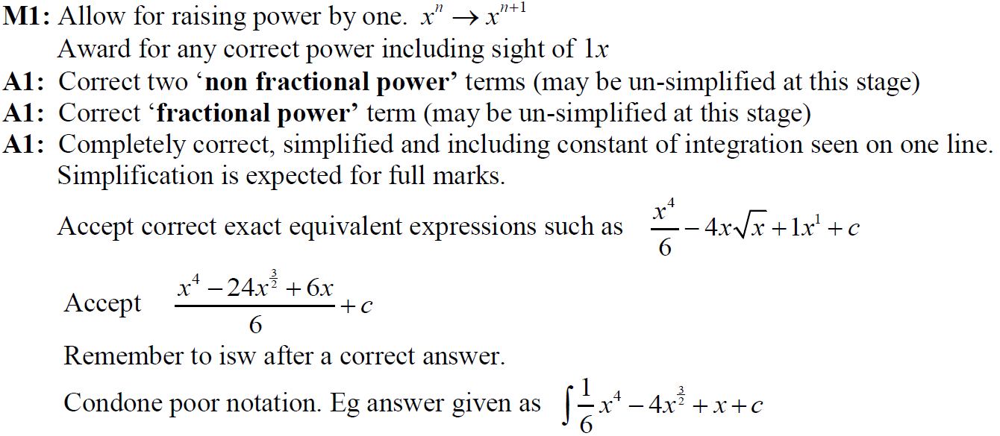 M1: Allow for raising power by one. xⁿ → xⁿ⁺¹
Award for any correct power including sight of 1x
A1: Correct two ‘non fractional power’ terms (may be un-simplified at this stage)
A1: Correct ‘fractional power’ term (may be un-simplified at this stage)
A1: Completely correct, simplified and including constant of integration seen on one line.
Simplification is expected for full marks.
Accept correct exact equivalent expressions such as \frac{x^4}{6} - 4x\sqrt{x} + 1x^1 + c
Accept \frac{x^4 - 24x^{\frac{3}{2}} + 6x}{6} + c
Remember to isw after a correct answer.
Condone poor notation. Eg answer given as \int \frac{1}{6}x^4 - 4x^{\frac{3}{2}} + x + c